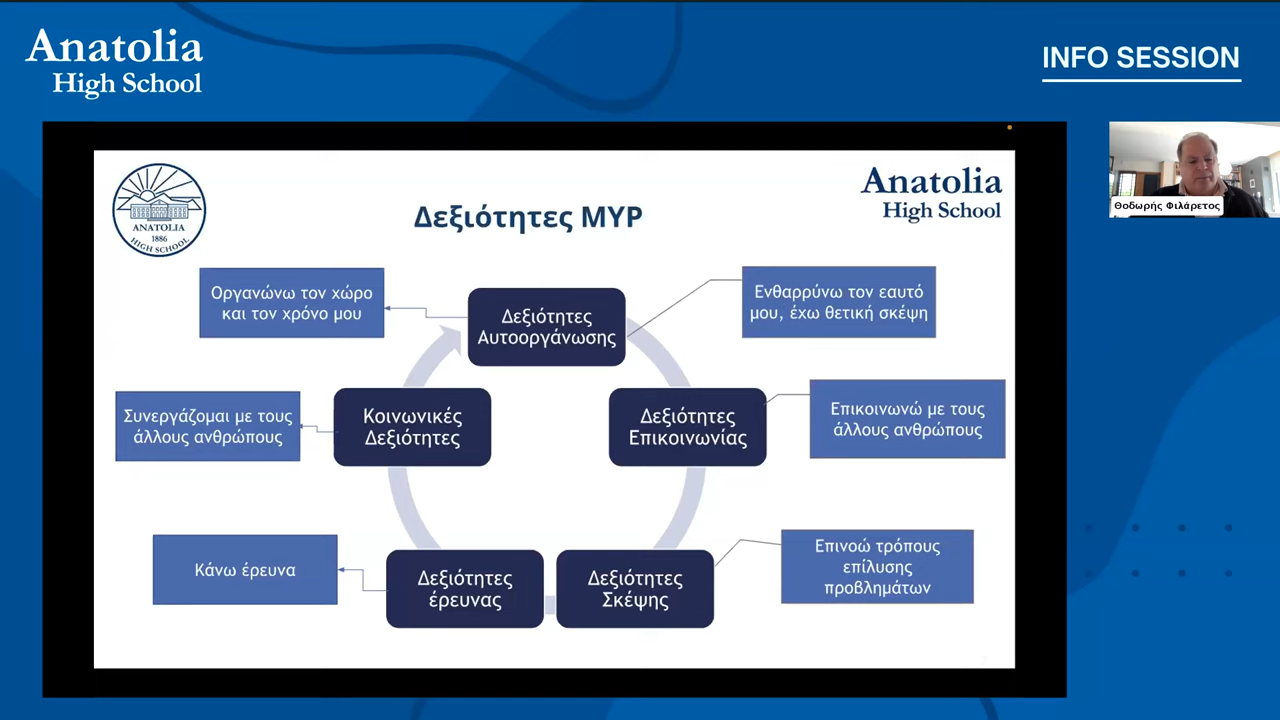 Anatolia
High School
INFO SESSION
Θοδωρής Φιλάρετος
ANATOLIA
1886
HIGH SCHOOL
Δεξιότητες MYP
Anatolia
High School
Οργανώνω τον χώρο
και τον χρόνο μου
Δεξιότητες
Αυτοοργάνωσης
Ενθαρρύνω τον εαυτό
μου, έχω θετική σκέψη
Συνεργάζομαι με τους
άλλους ανθρώπους
Κοινωνικές
Δεξιότητες
Δεξιότητες
Επικοινωνίας
Επικοινωνώ με τους
άλλους ανθρώπους
Κάνω έρευνα
Δεξιότητες
έρευνας
Δεξιότητες
Σκέψης
Επινοώ τρόπους
επίλυσης
προβλημάτων